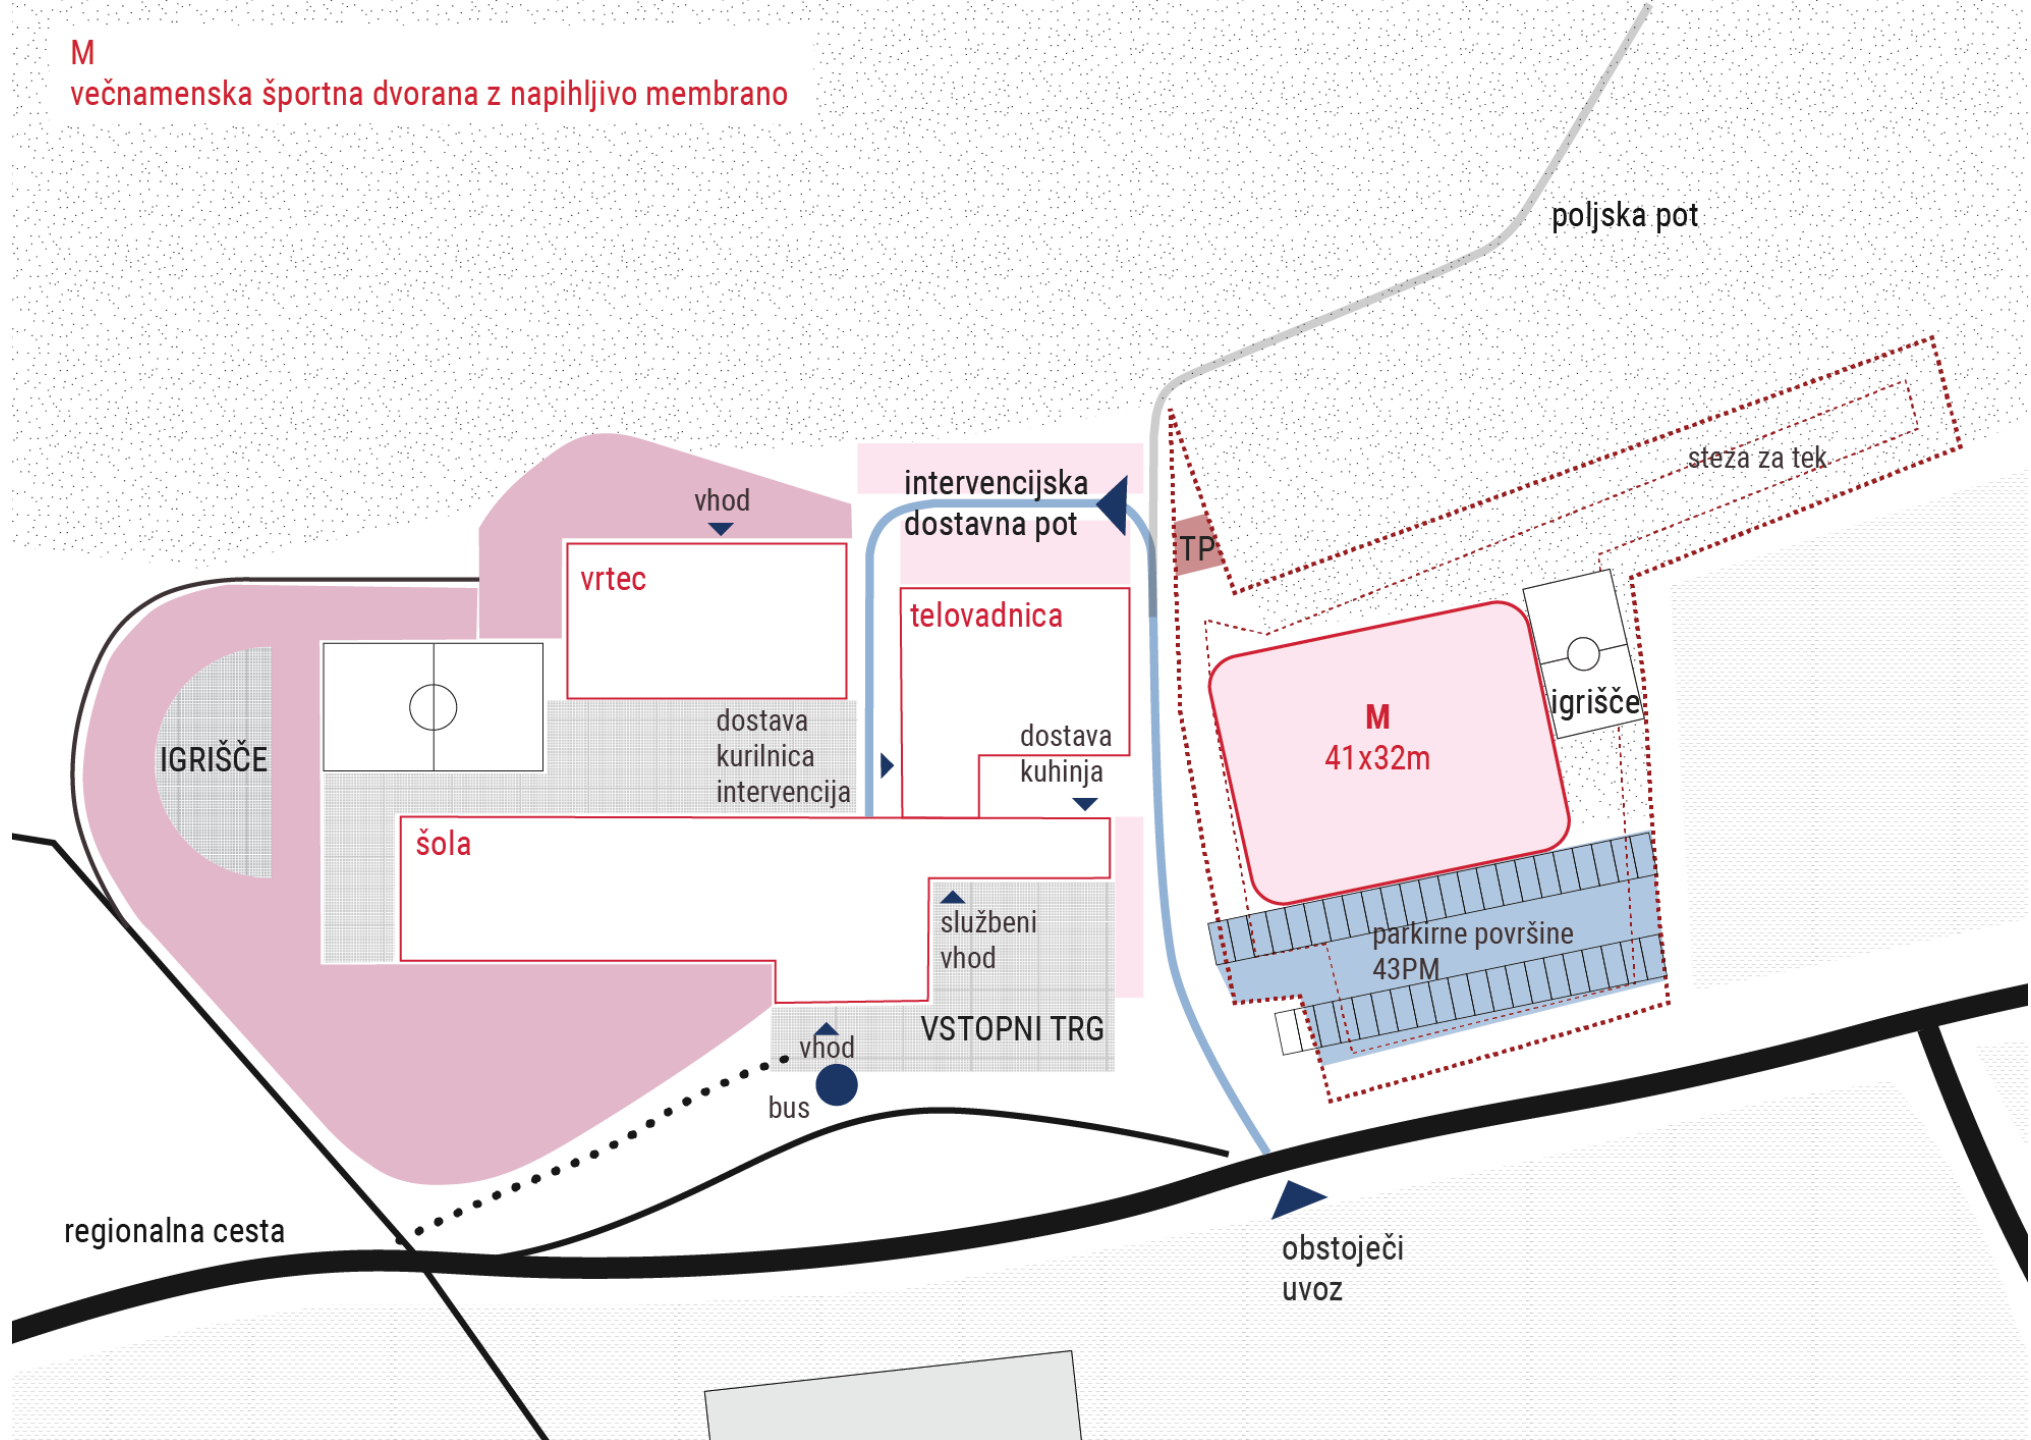 M
večnamenska športna dvorana z napihljivo membrano
poljska pot
steza za tek
intervencijska
dostavna pot
vhod
TP
vrtec
telovadnica
igrišče
M
41x32m
dostava
kurilnica
intervencija
dostava
kuhinja
IGRIŠČE
šola
službeni
vhod
parkirne površine
43PM
VSTOPNI TRG
vhod
bus
regionalna cesta
obstoječi
uvoz